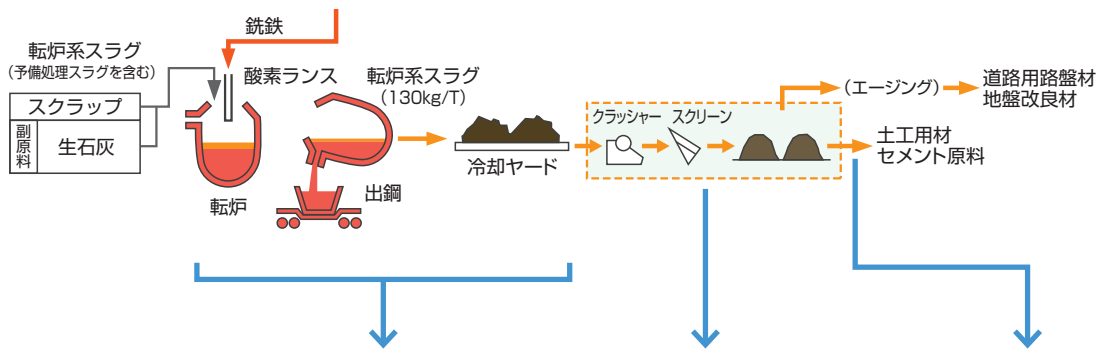 銑鉄
転炉系スラグ
（予備処理スラグを含む）
スクラップ
副原料
生石灰
酸素ランス
転炉
転炉系スラグ
（130kg/T）
出鋼
冷却ヤード
クラッシャー
スクリーン
（エージング）
道路用路盤材
地盤改良材
土工用材
セメント原料